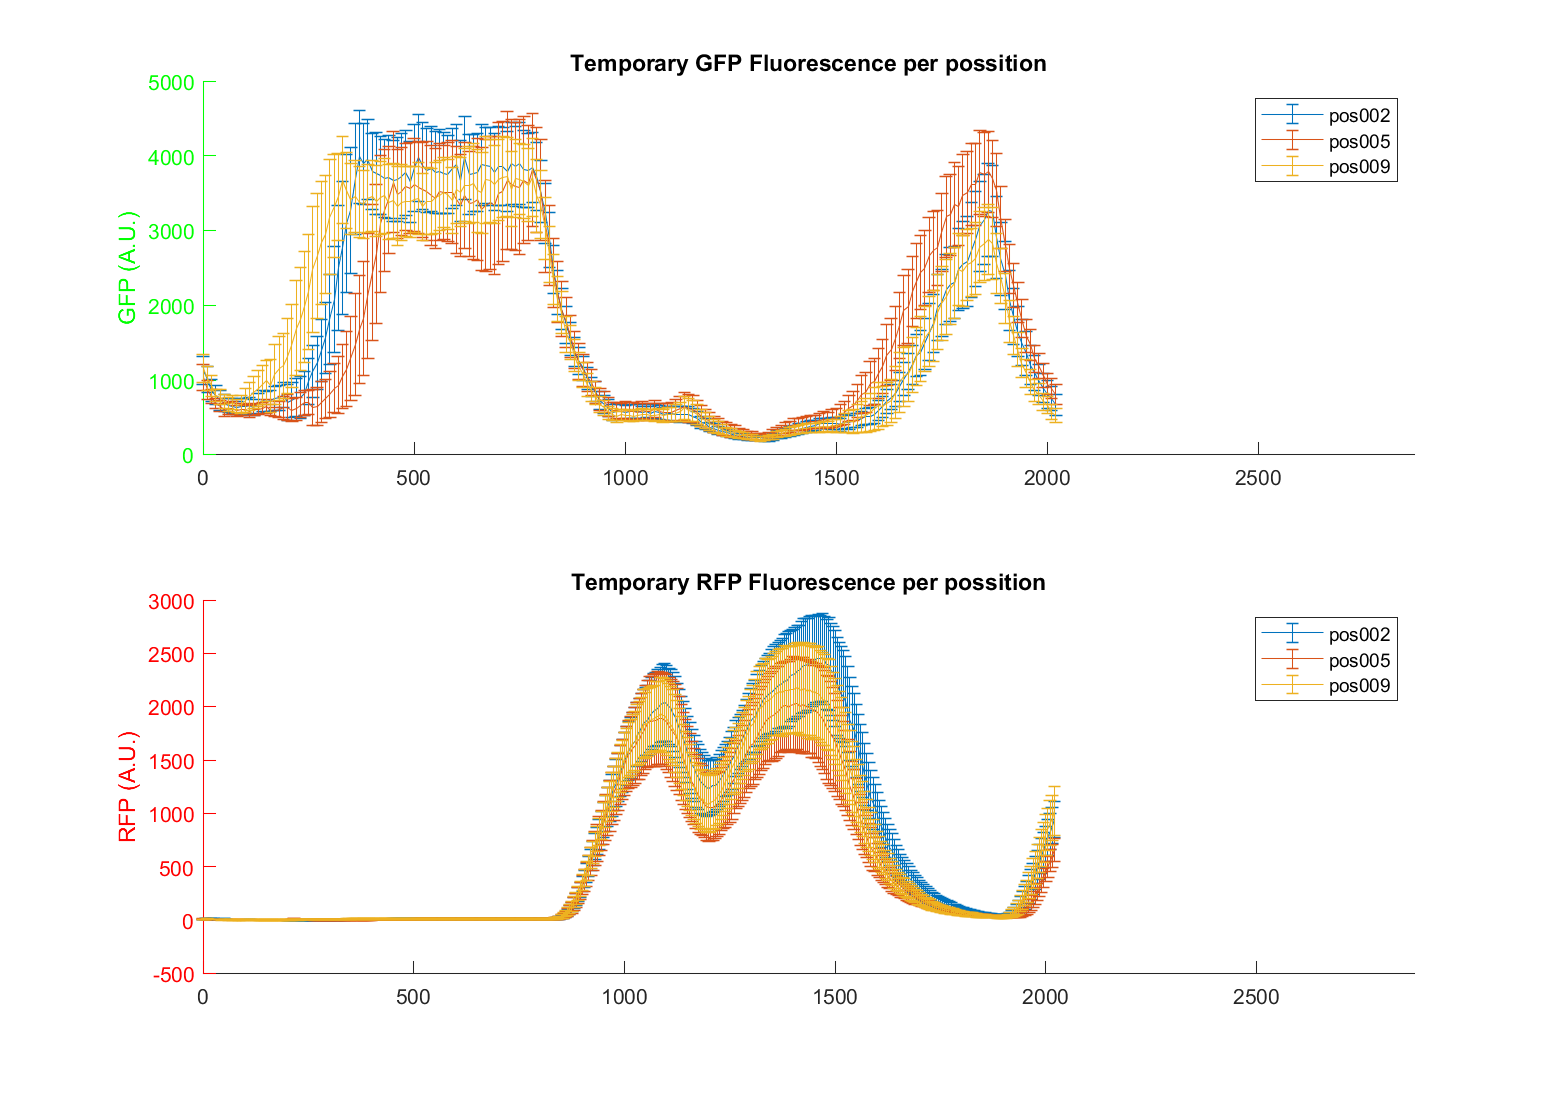 Temporary GFP Fluorescence per possition
5000
4000
3000
2000
1000
0
GFP (A.U.)
0 500 1000 1500 2000 2500
pos002
pos005
pos009
Temporary RFP Fluorescence per possition
3000
2500
2000
1500
1000
500
0
-500
RFP (A.U.)
0 500 1000 1500 2000 2500
pos002
pos005
pos009